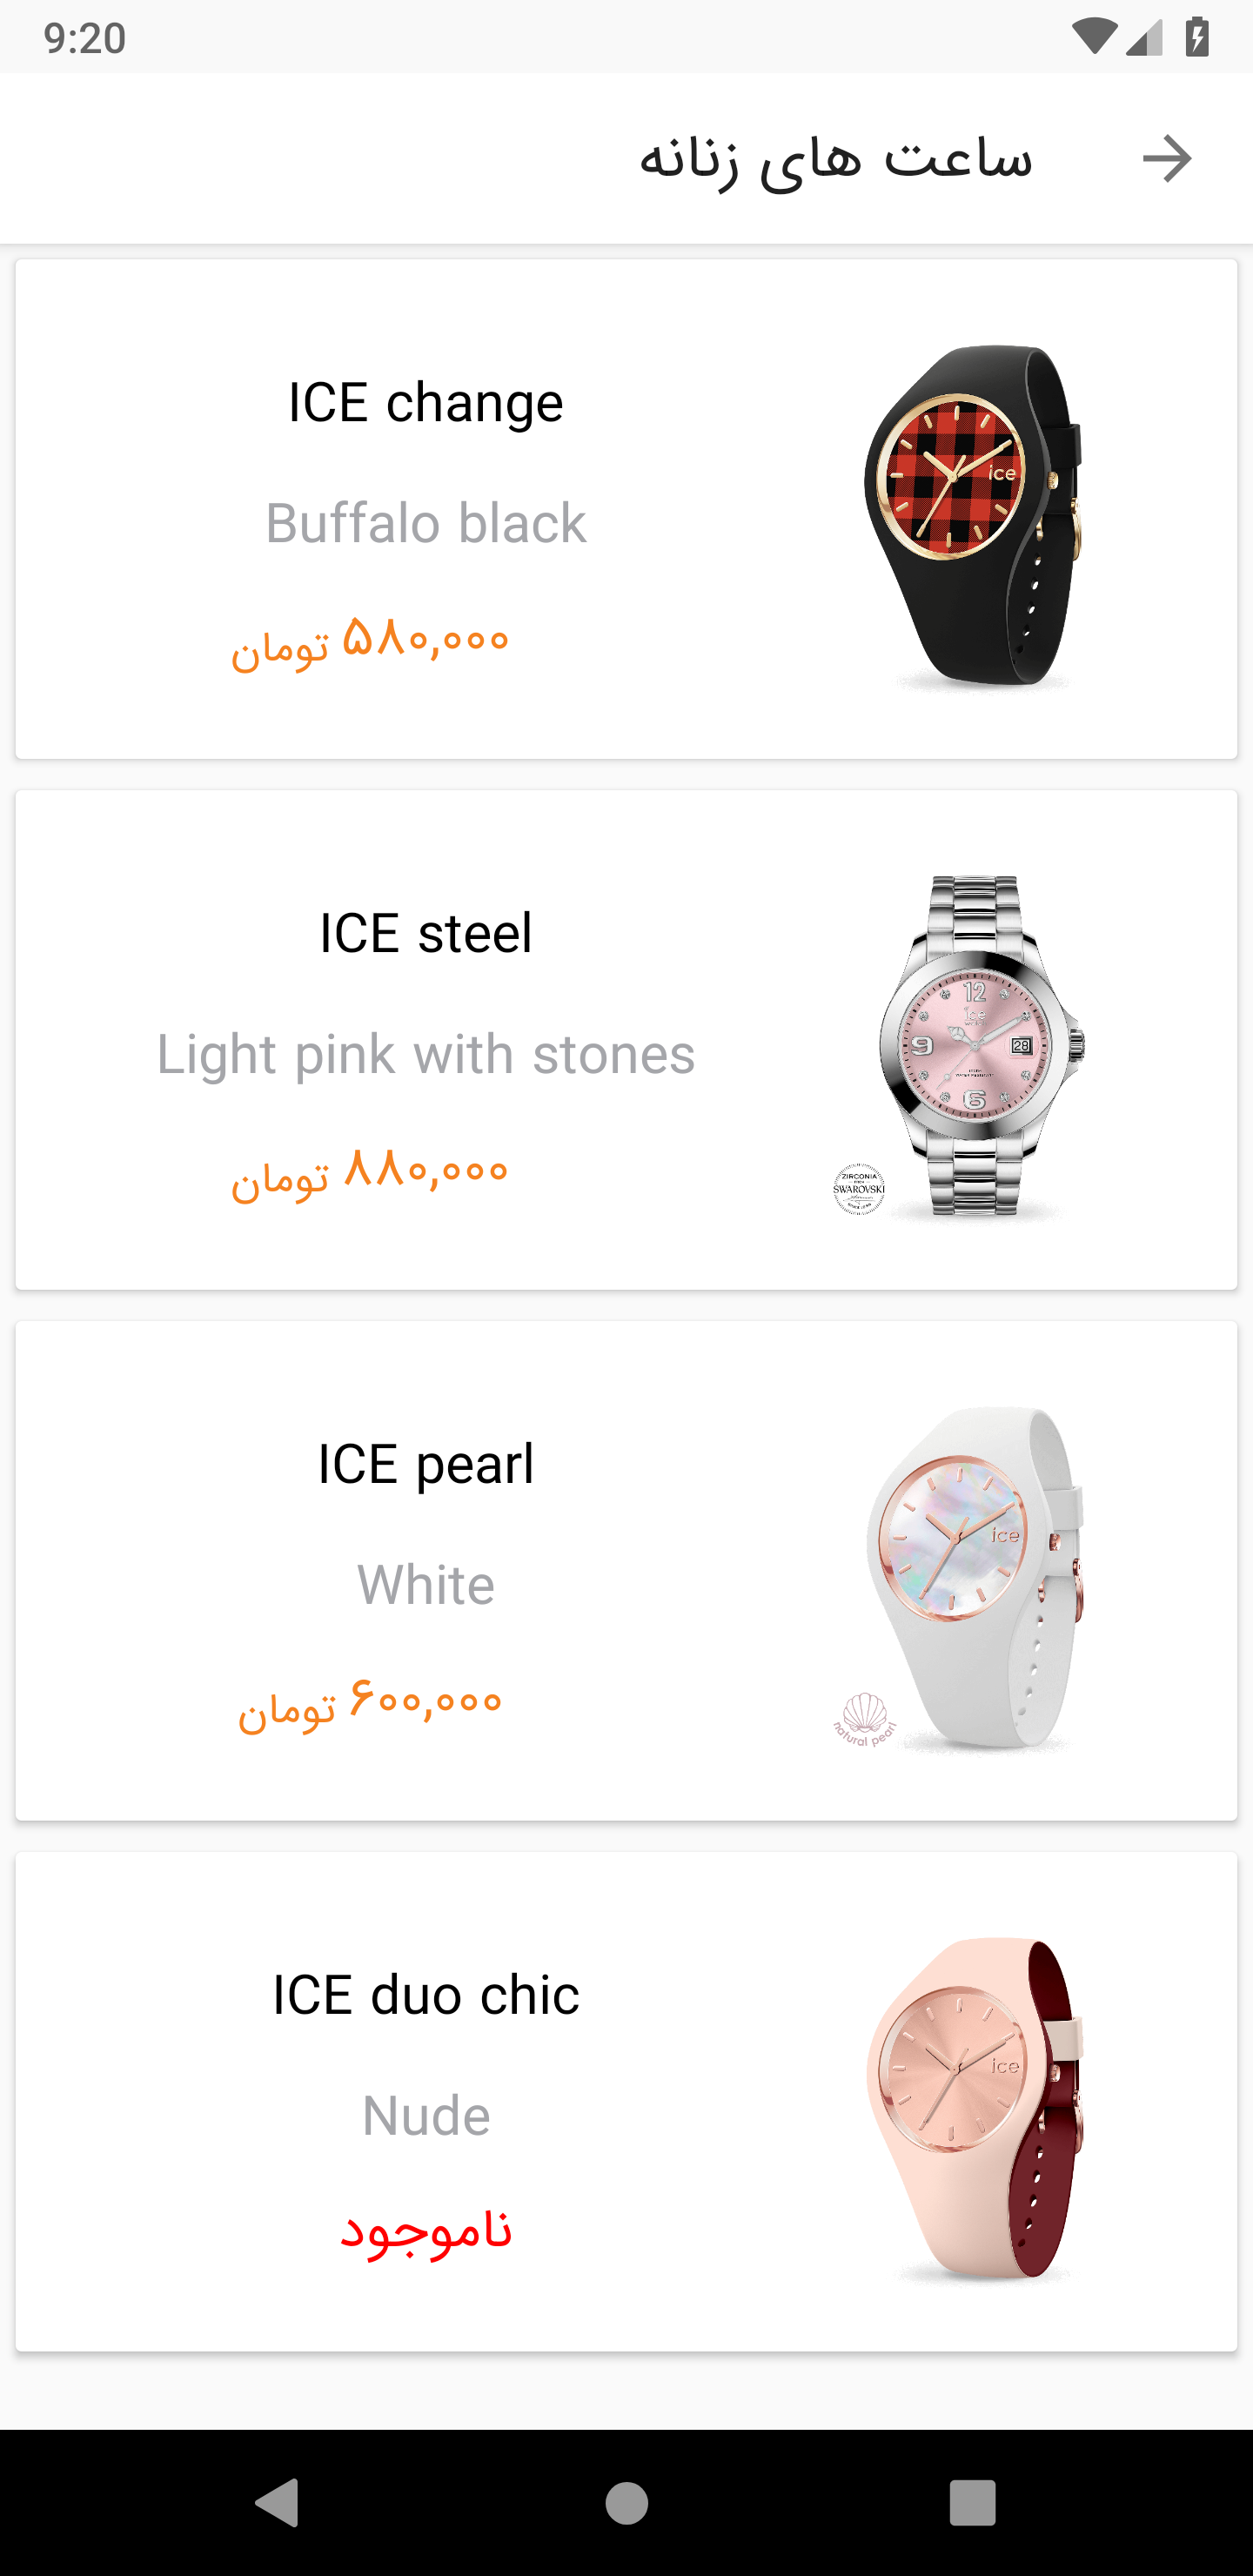 9:20
ساعت های زنانه
ICE change
Buffalo black
۵۸۰,۰۰۰ تومان
ice
ICE steel
Light pink with stones
۸۸۰,۰۰۰ تومان
12
ice
9
28
6
ZIRCONIA
SWAROVSKI
ICE pearl
White
۶۰۰,۰۰۰ تومان
ice
natural pearl
ICE duo chic
Nude
ناموجود
ice